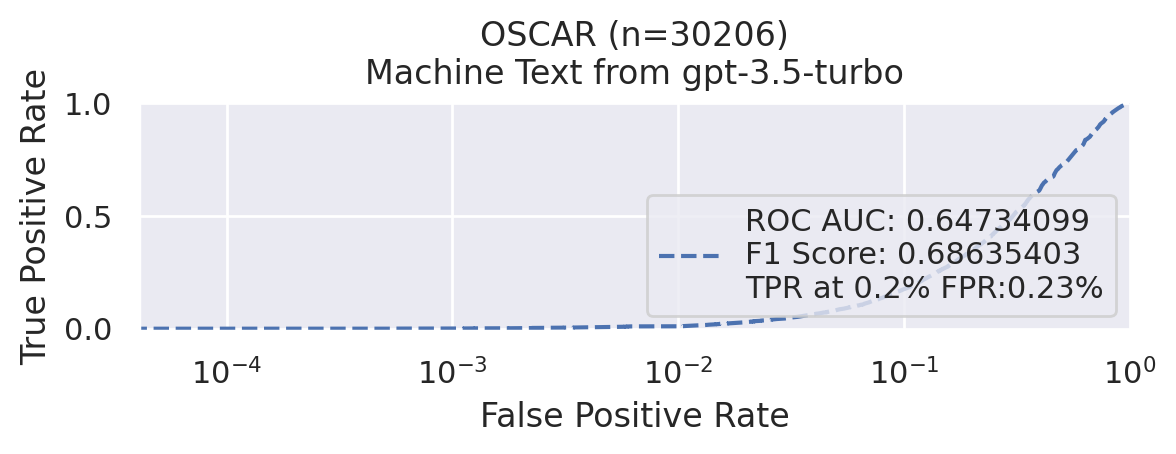 OSCAR (n=30206)
Machine Text from gpt-3.5-turbo
True Positive Rate
1.0
0.5
0.0
ROC AUC: 0.64734099
F1 Score: 0.68635403
TPR at 0.2% FPR:0.23%
10⁻⁴
10⁻³
10⁻²
10⁻¹
10⁰
False Positive Rate